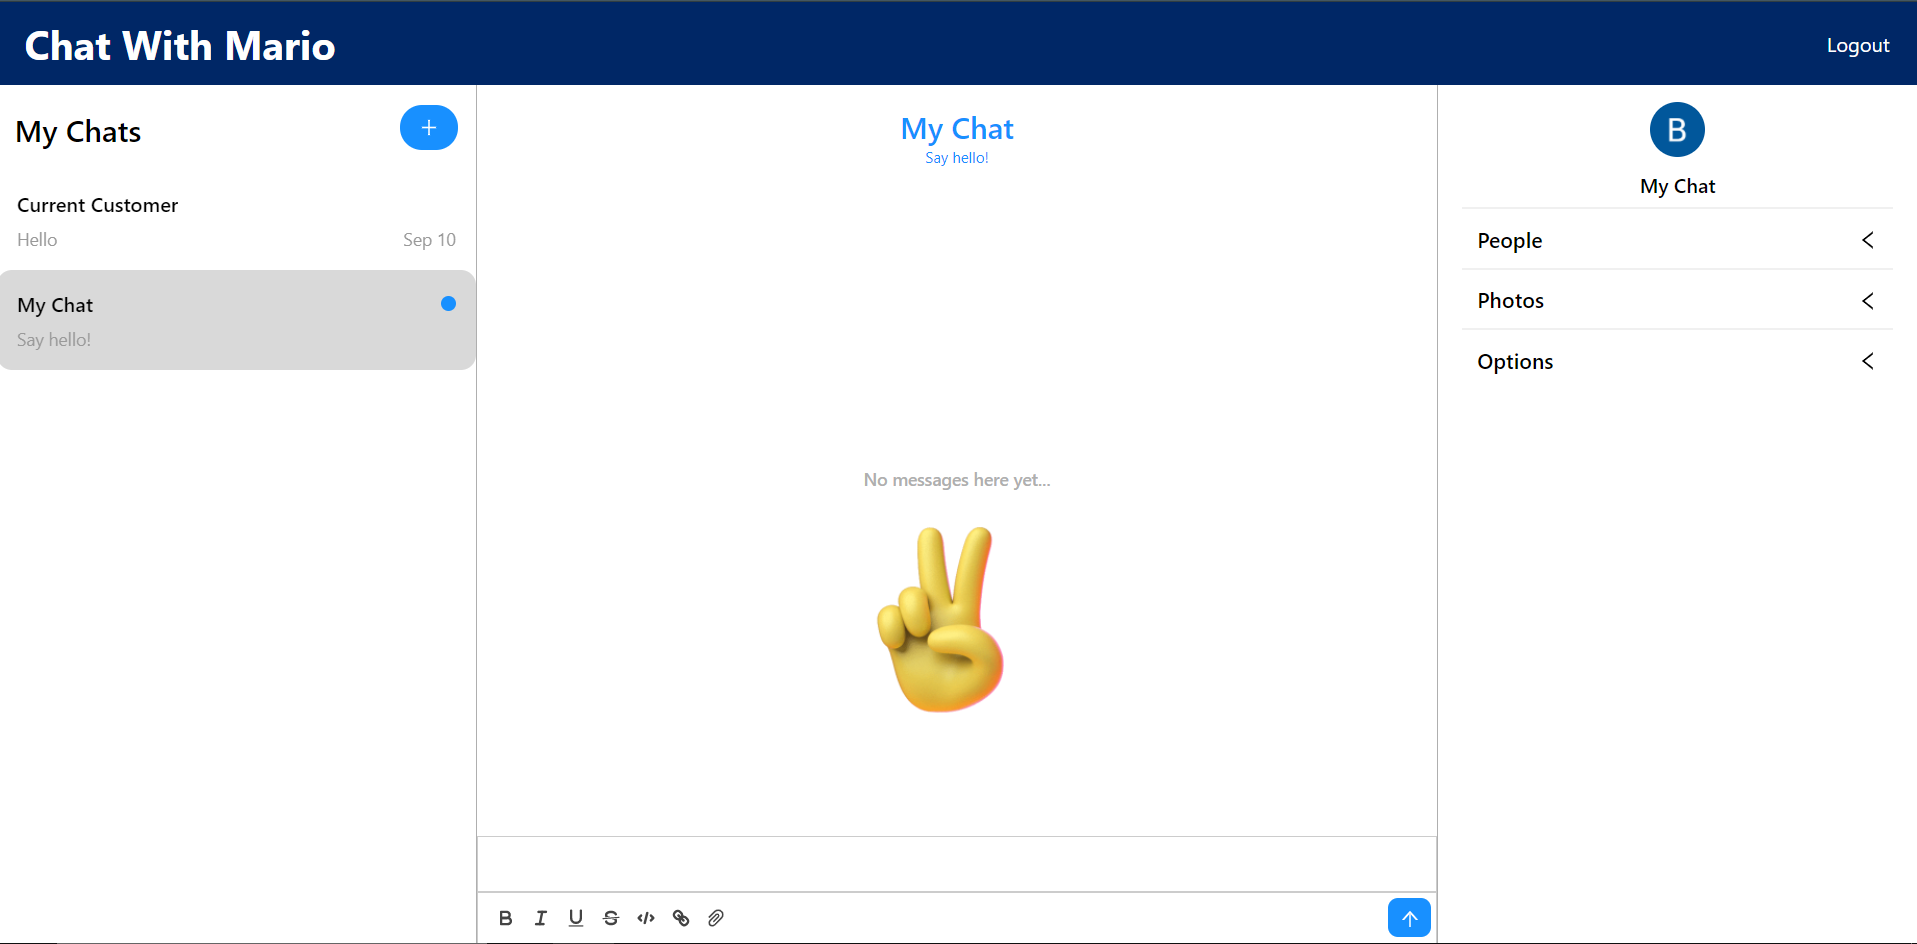 Chat With Mario
Logout
My Chats
+
Current Customer
Hello
Sep 10
My Chat
Say hello!
My Chat
Say hello!
No messages here yet...
B I U S </>
B
My Chat
People
Photos
Options